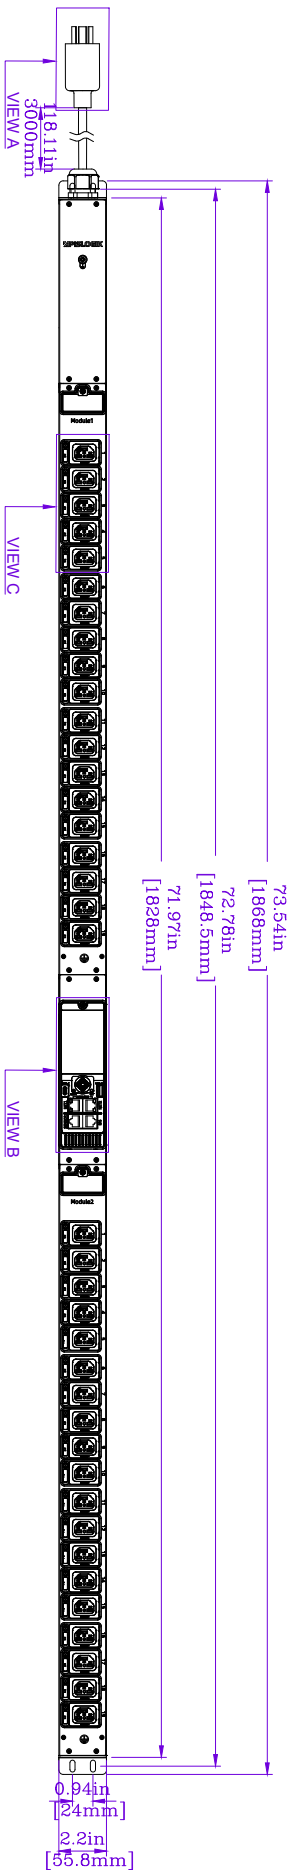 VIEW A
118.11in
3000mm
Module1
VIEW C
73.54in
[1868mm]
72.78in
[1848.5mm]
71.97in
[1828mm]
VIEW B
Module2
0.94in
[24mm]
2.2in
[55.8mm]